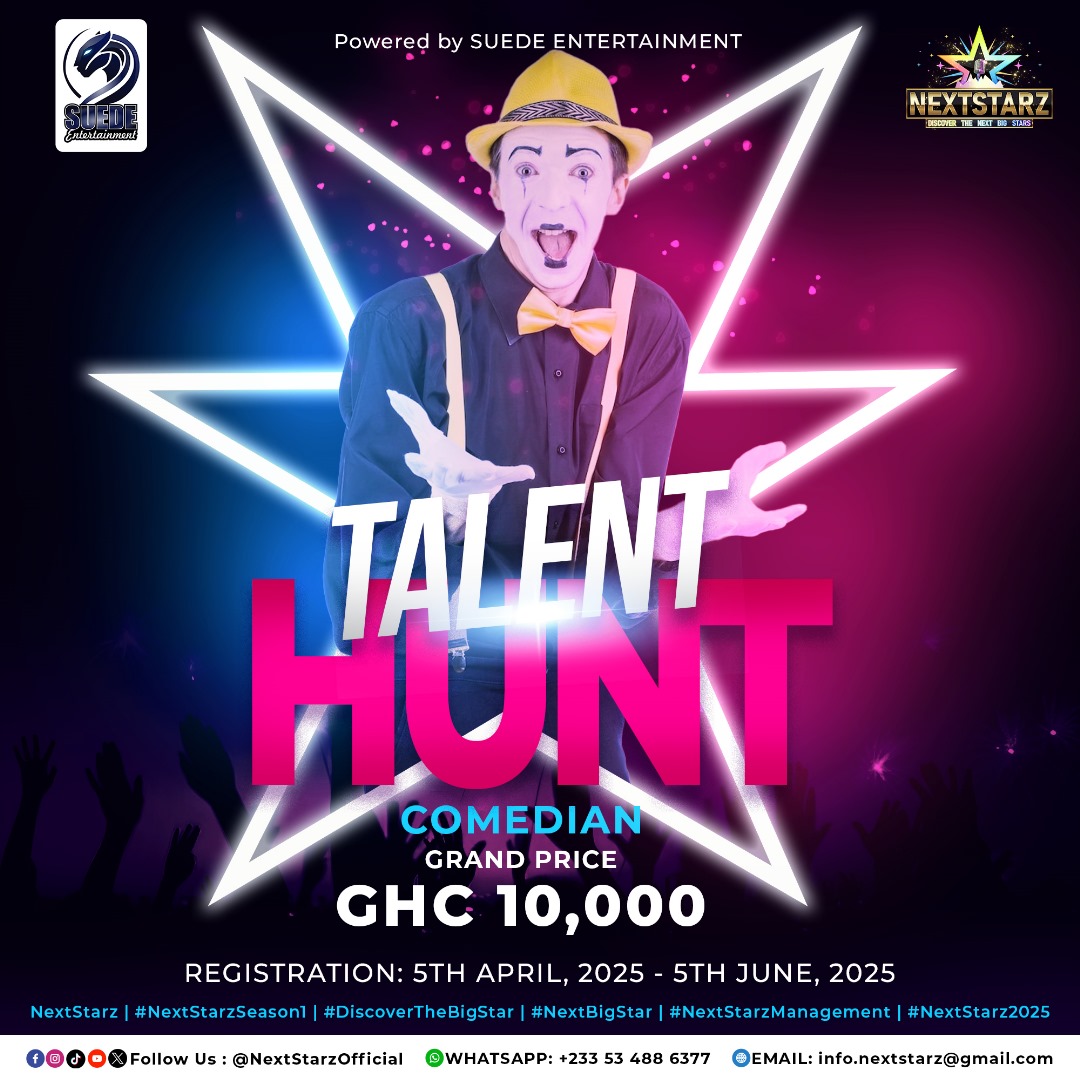 Powered by SUEDE ENTERTAINMENT
SUEDE
Entertainment
NEXTSTARZ
DISCOVER THE NEXT BIG STARS
TALENT
HUNT
COMEDIAN
GRAND PRICE
GHC 10,000
REGISTRATION: 5TH APRIL, 2025 - 5TH JUNE, 2025
NextStarz | #NextStarzSeason1 | #DiscoverTheBigStar | #NextBigStar | #NextStarzManagement | #NextStarz2025
Follow Us : @NextStarzOfficial WHATSAPP: +233 53 488 6377 EMAIL: info.nextstarz@gmail.com